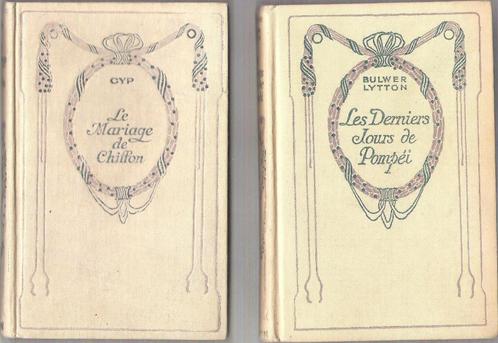 GYP
Le
Mariage
de
Chiffon
BULWER
LYTTON
Les Derniers
Jours de
Pompéi
I